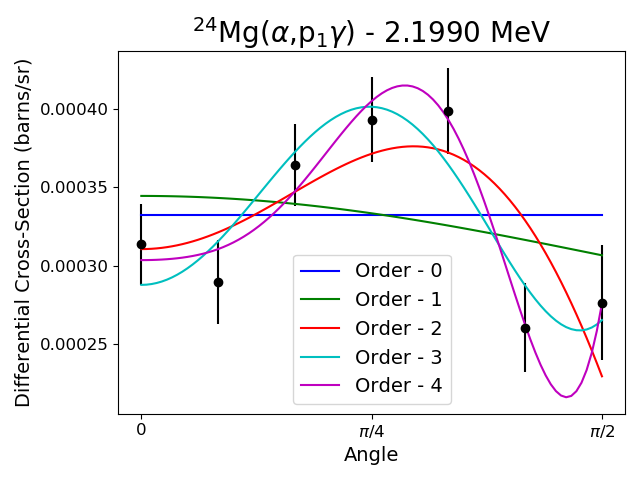 ²⁴Mg(α,p₁γ) - 2.1990 MeV
Differential Cross-Section (barns/sr)
0.00040
0.00035
0.00030
0.00025
Order - 0
Order - 1
Order - 2
Order - 3
Order - 4
0 π/4 π/2
Angle